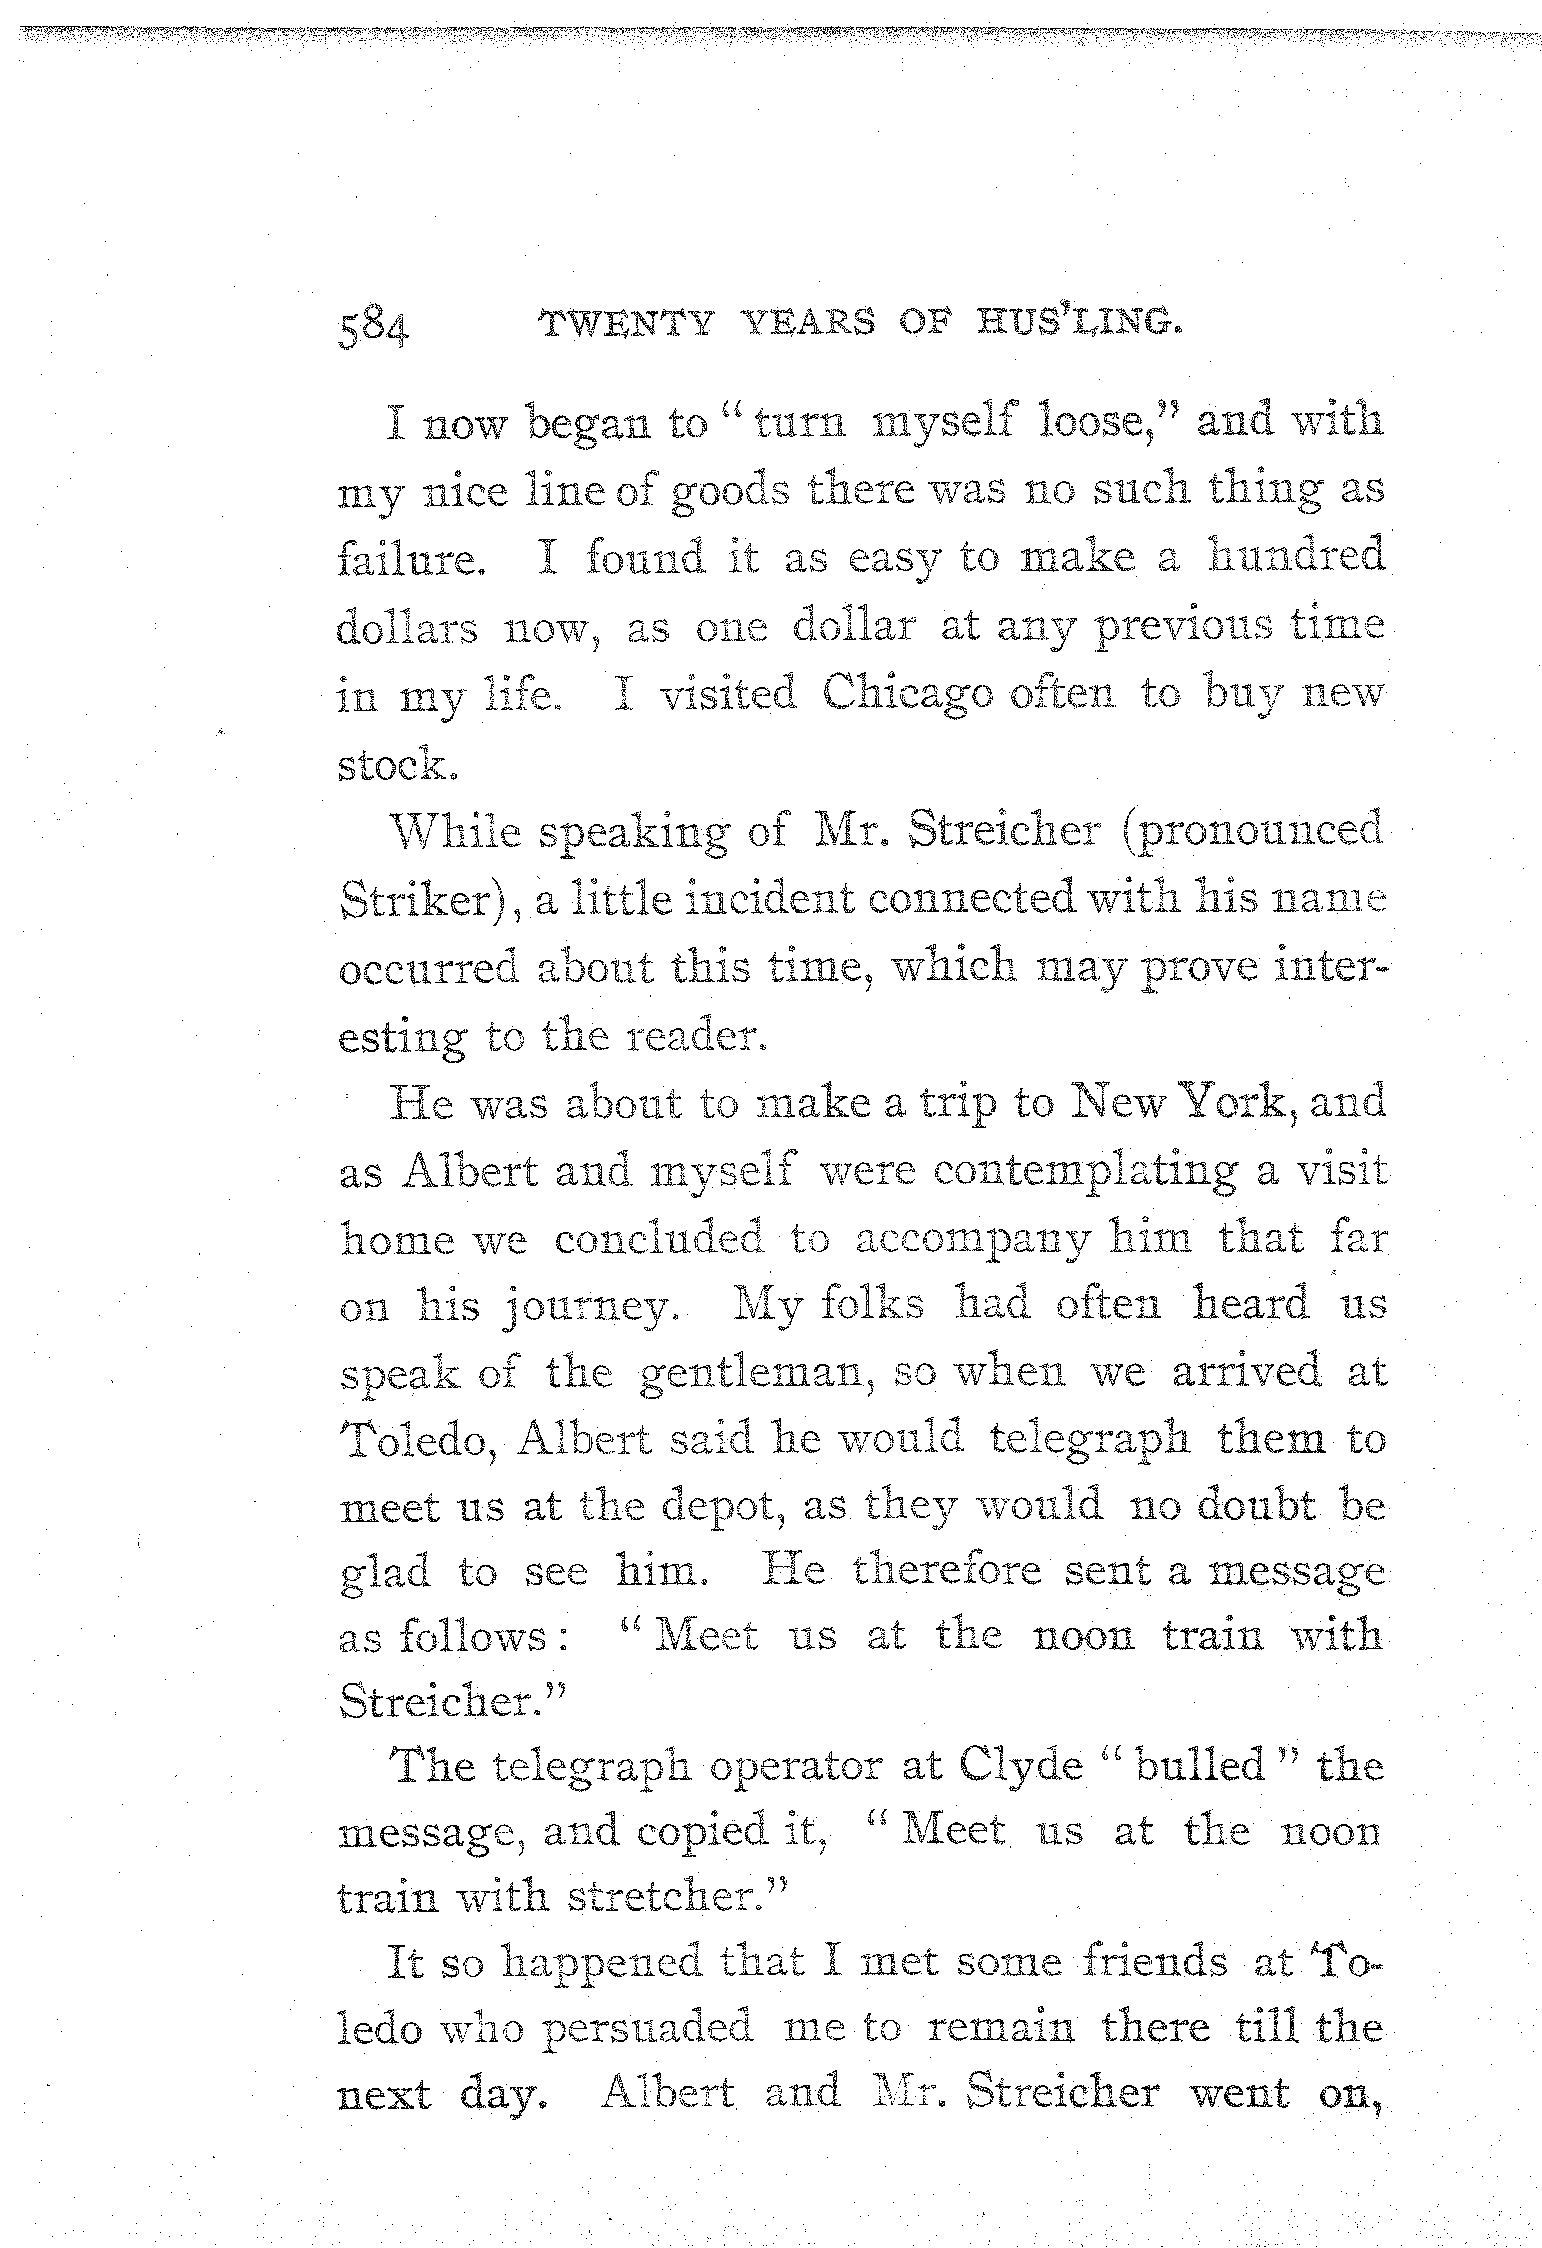 584 TWENTY YEARS OF HUS'LING.
I now began to “turn myself loose,” and with
my nice line of goods there was no such thing as
failure. I found it as easy to make a hundred
dollars now, as one dollar at any previous time
in my life. I visited Chicago often to buy new
stock.
While speaking of Mr. Streicher (pronounced
Striker), a little incident connected with his name
occurred about this time, which may prove inter-
esting to the reader.
He was about to make a trip to New York, and
as Albert and myself were contemplating a visit
home we concluded to accompany him that far
on his journey. My folks had often heard us
speak of the gentleman, so when we arrived at
Toledo, Albert said he would telegraph them to
meet us at the depot, as they would no doubt be
glad to see him. He therefore sent a message
as follows: “Meet us at the noon train with
Streicher.”
The telegraph operator at Clyde “bulled” the
message, and copied it, “Meet us at the noon
train with stretcher.”
It so happened that I met some friends at To-
ledo who persuaded me to remain there till the
next day. Albert and Mr. Streicher went on,